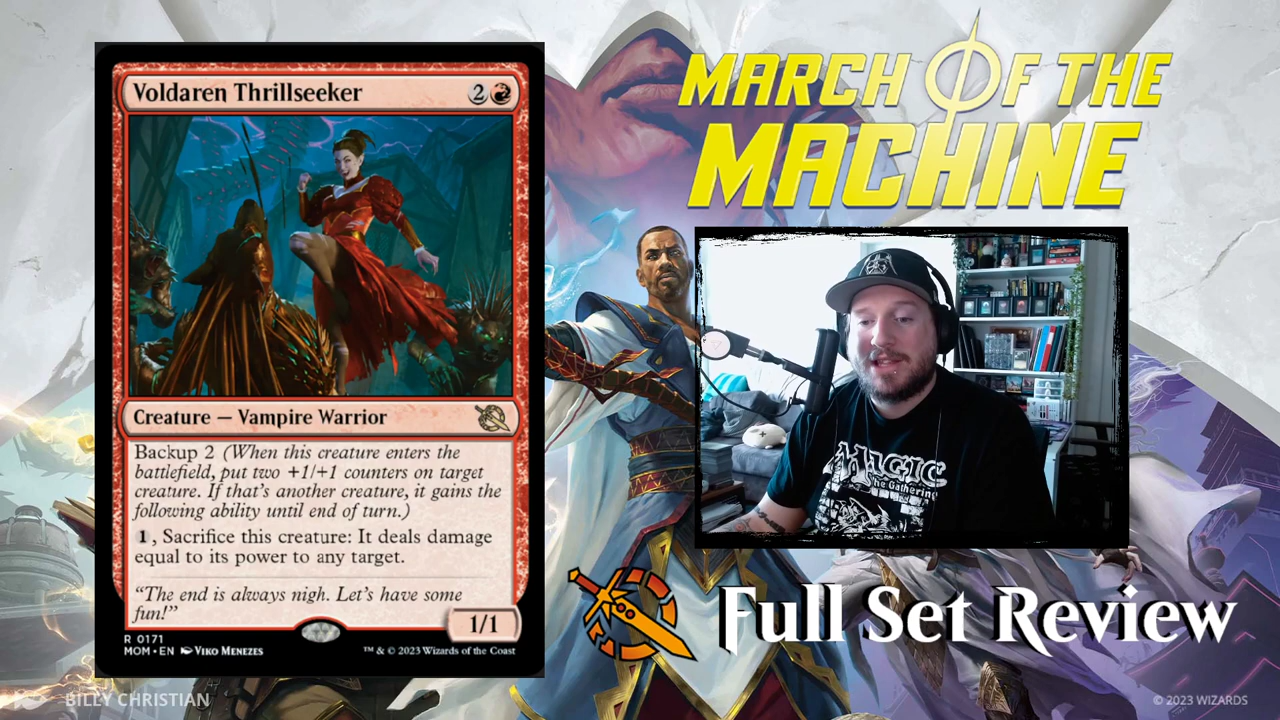 Voldaren Thrillseeker
2
Creature — Vampire Warrior
Backup 2 (When this creature enters the
battlefield, put two +1/+1 counters on target
creature. If that's another creature, it gains the
following ability until end of turn.)
1, Sacrifice this creature: It deals damage
equal to its power to any target.
"The end is always nigh. Let's have some
fun!"
1/1
R 0171
MOM • EN VIKO MENEZES
™ & © 2023 Wizards of the Coast
MARCH OF THE
MACHINE
MAGIC
the Gathering
Full Set Review
BILLY CHRISTIAN
© 2023 WIZARDS